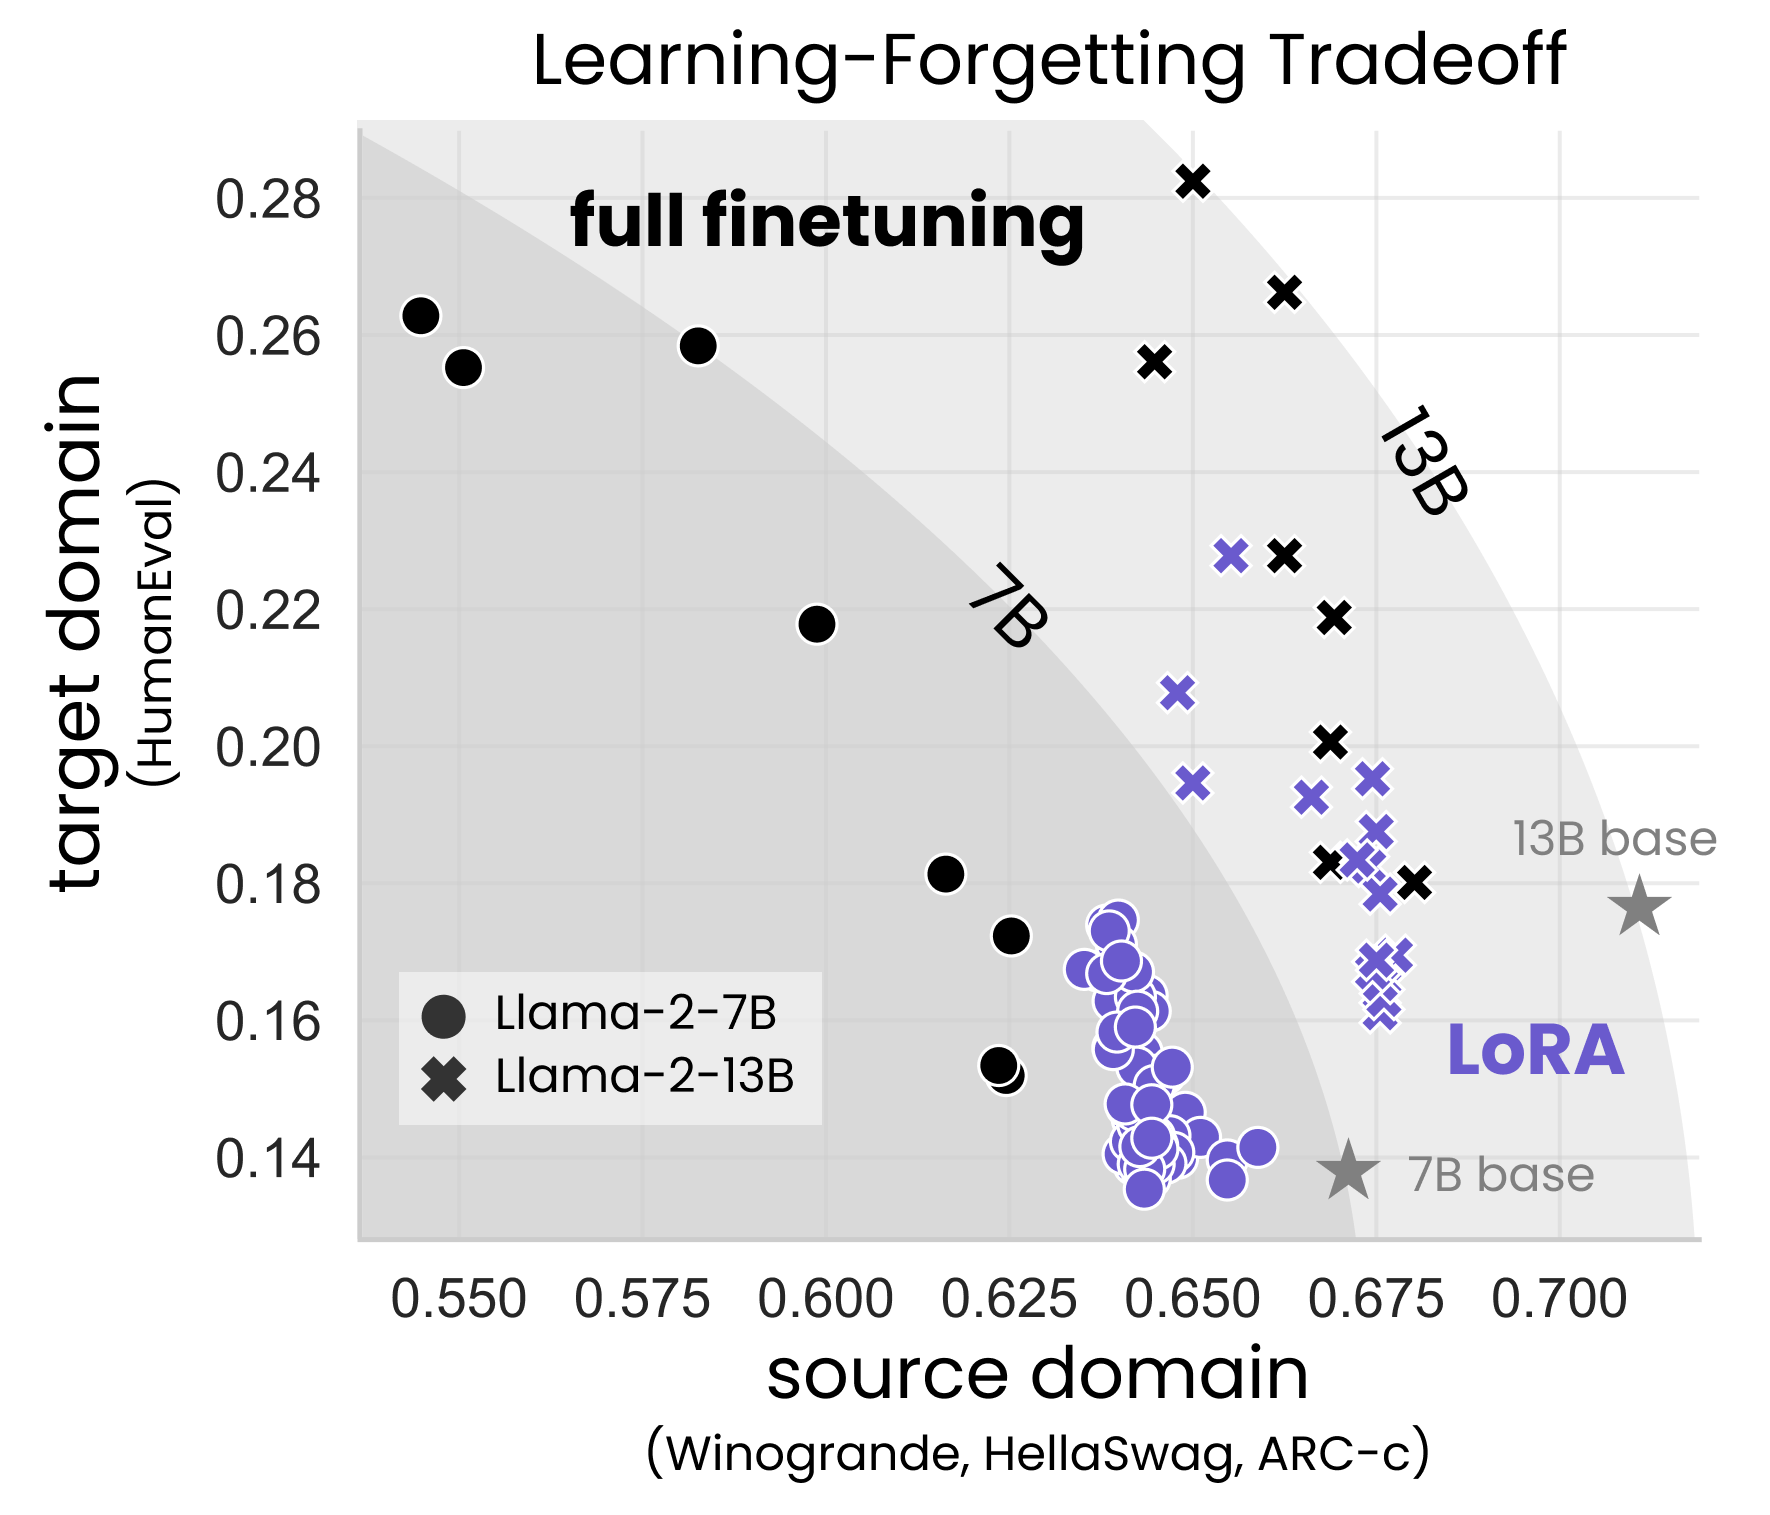 Learning-Forgetting Tradeoff
full finetuning
13B
7B
13B base
LoRA
7B base
Llama-2-7B
Llama-2-13B
target domain
(HumanEval)
0.28
0.26
0.24
0.22
0.20
0.18
0.16
0.14
0.550 0.575 0.600 0.625 0.650 0.675 0.700
source domain
(Winogrande, HellaSwag, ARC-c)